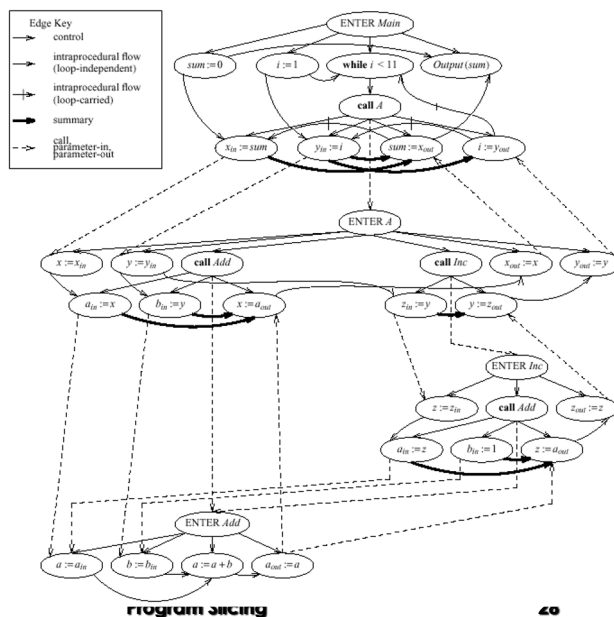 Edge Key
control
intraprocedural flow
(loop-independent)
intraprocedural flow
(loop-carried)
summary
call,
parameter-in,
parameter-out
ENTER Main
sum := 0
i := 1
while i < 11
Output (sum)
call A
x_in := sum
y_in := i
sum := x_out
i := y_out
ENTER A
x := x_in
y := y_in
call Add
call Inc
x_out := x
y_out := y
a_in := x
b_in := y
x := a_out
z_in := y
y := z_out
ENTER Inc
z := z_in
call Add
z_out := z
a_in := z
b_in := 1
z := a_out
ENTER Add
a := a_in
b := b_in
a := a + b
a_out := a
Program Slicing
28